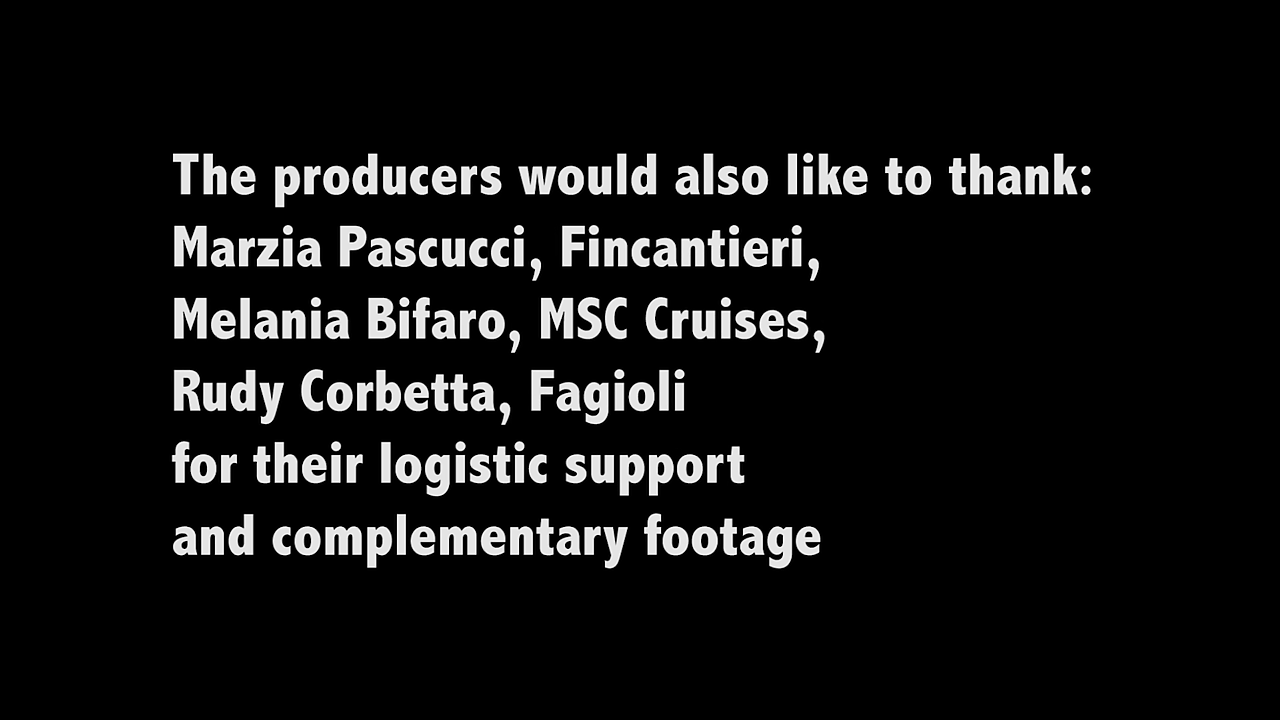 The producers would also like to thank:
Marzia Pascucci, Fincantieri,
Melania Bifaro, MSC Cruises,
Rudy Corbetta, Fagioli
for their logistic support
and complementary footage